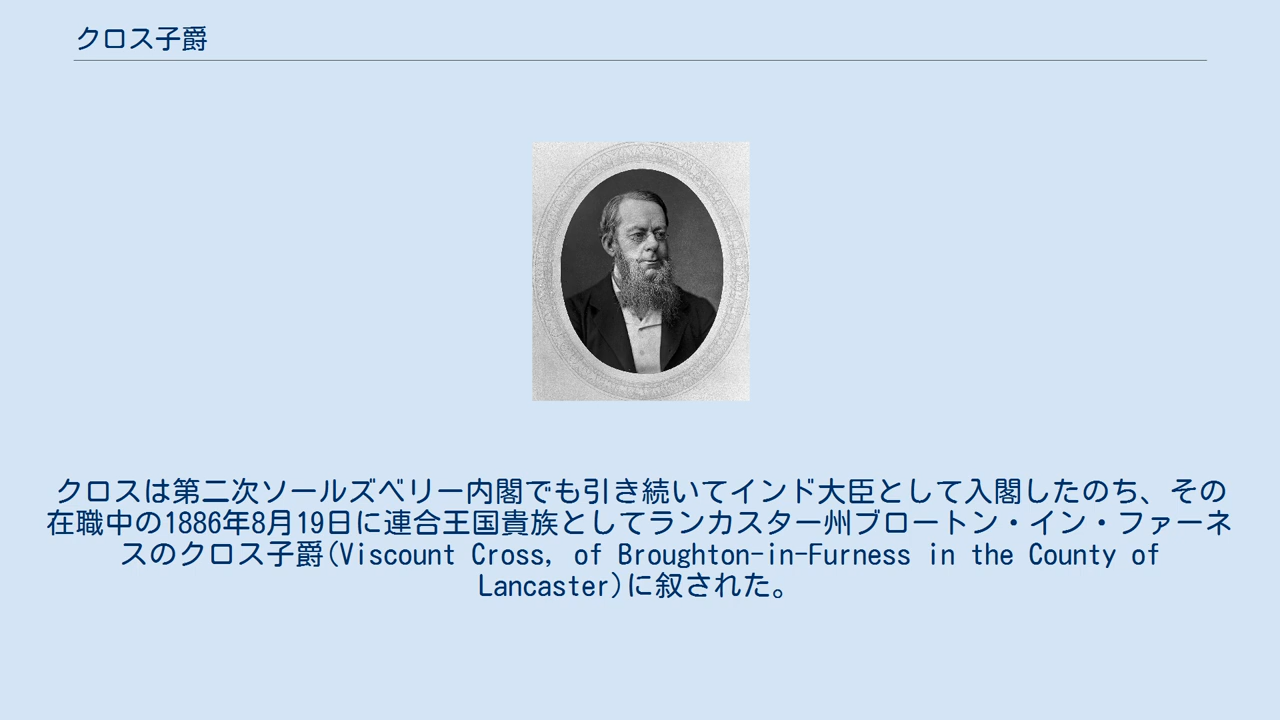 クロス子爵
クロスは第二次ソールズベリー内閣でも引き続いてインド大臣として入閣したのち、その
在職中の1886年8月19日に連合王国貴族としてランカスター州ブロートン・イン・ファーネ
スのクロス子爵(Viscount Cross, of Broughton-in-Furness in the County of
Lancaster)に叙された。